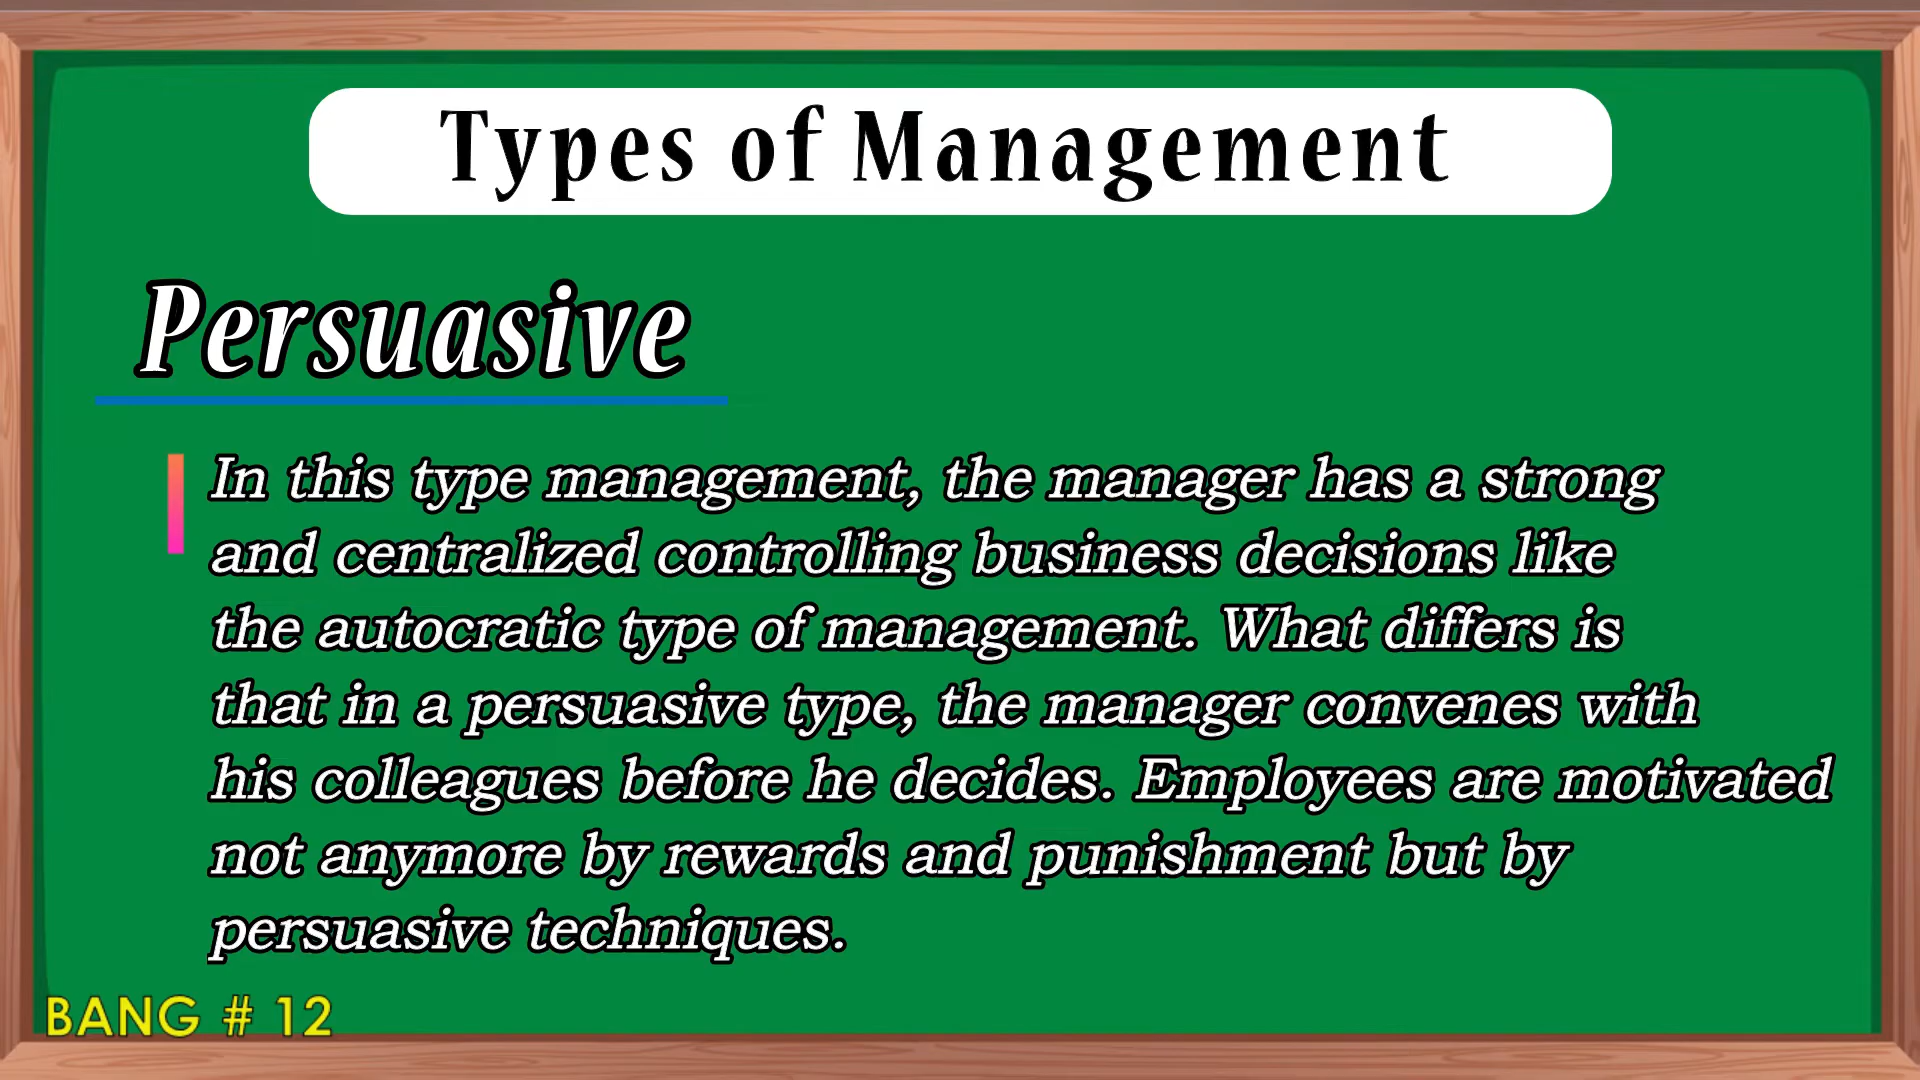 Types of Management
Persuasive
In this type management, the manager has a strong
and centralized controlling business decisions like
the autocratic type of management. What differs is
that in a persuasive type, the manager convenes with
his colleagues before he decides. Employees are motivated
not anymore by rewards and punishment but by
persuasive techniques.
BANG # 12